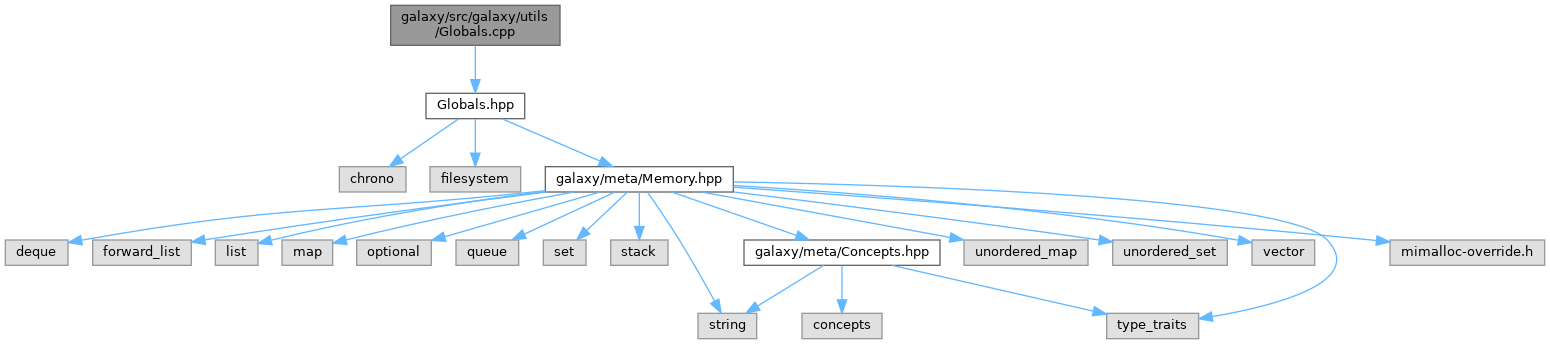 galaxy/src/galaxy/utils
/Globals.cpp
Globals.hpp
chrono
filesystem
galaxy/meta/Memory.hpp
deque
forward_list
list
map
optional
queue
set
stack
galaxy/meta/Concepts.hpp
unordered_map
unordered_set
vector
mimalloc-override.h
string
concepts
type_traits